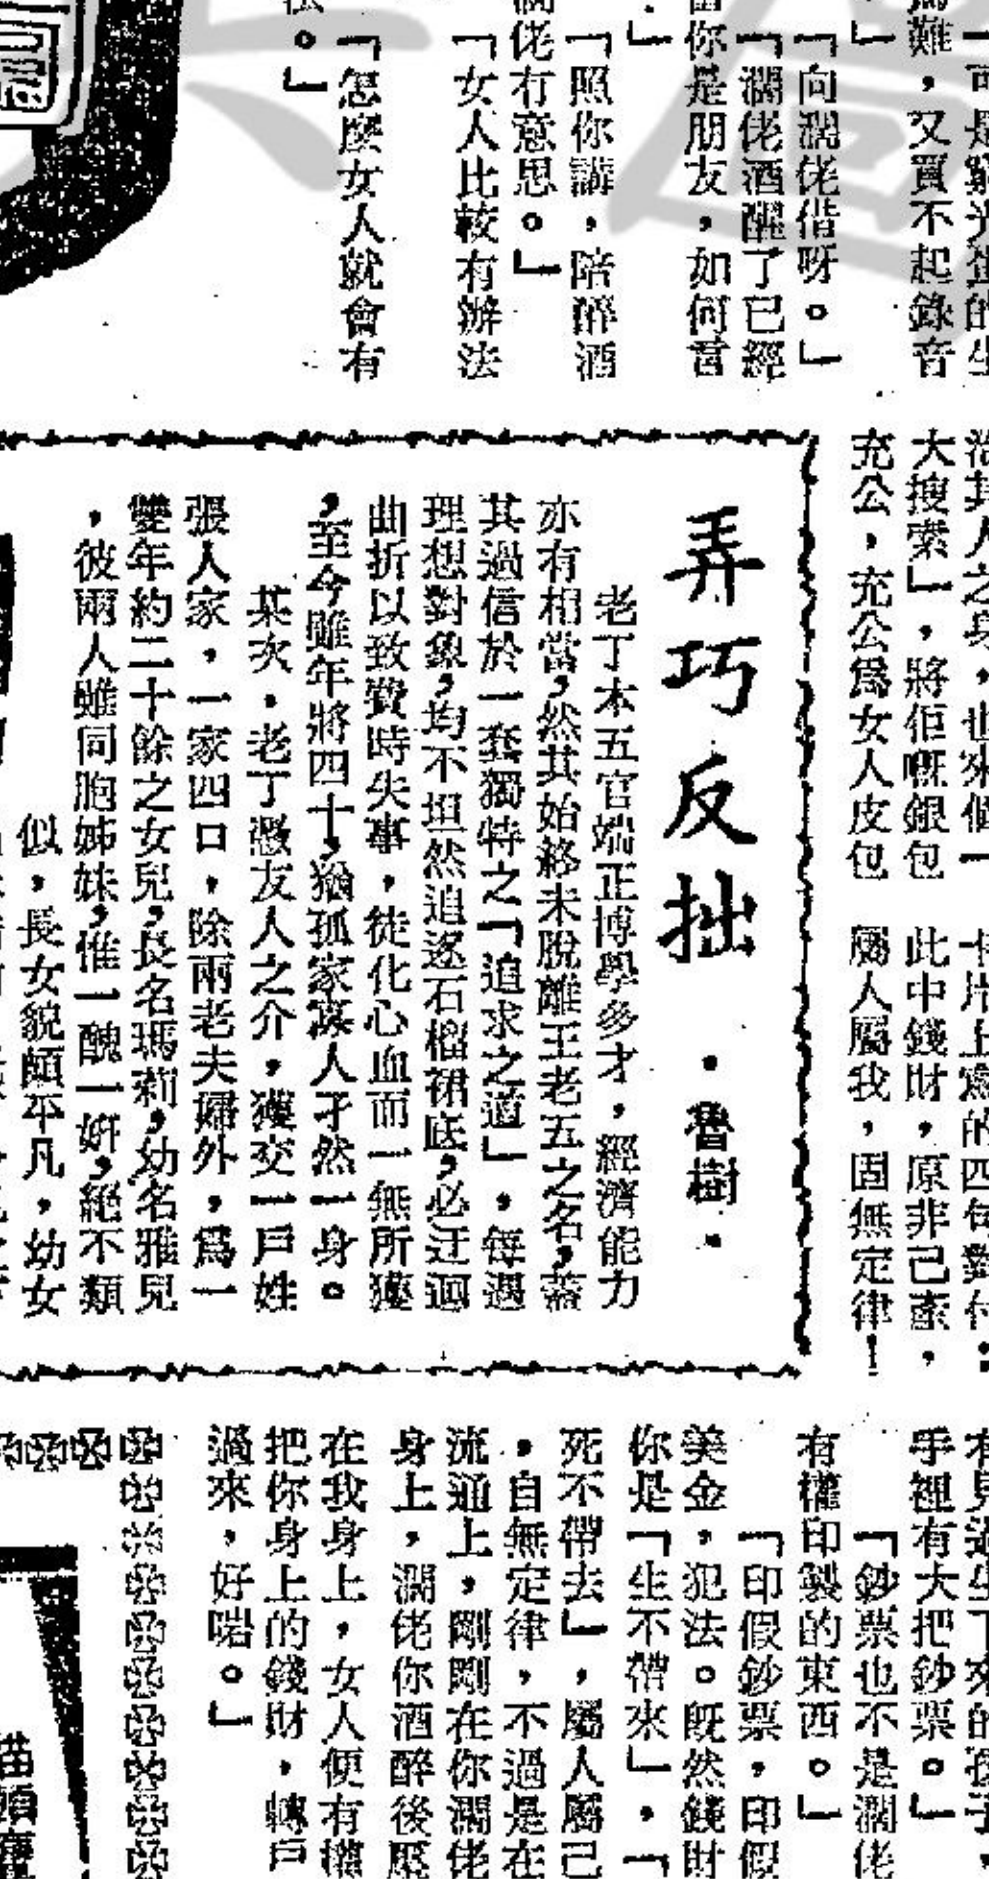 難，又買不起錄音
「向濶佬借呀。」
「濶佬酒醒了已經
你是朋友，如何當
「照你講，陪醉酒
濶佬有意思。」
「女人比較有辦法
「怎麼女人就會有
。」
大搜索」，將佢嘅銀包
充公，充公爲女人皮包
此中錢財，原非己產，
屬人屬我，固無定律！
弄巧反拙
·魯樹·
老丁本五官端正博學多才，經濟能力
亦有相當，然其始終未脫離王老五之名，蓋
其過信於一套獨特之「追求之道」，每遇
理想對象，均不坦然追逐石榴裙底，必迂迴
曲折以致費時失事，徒化心血而一無所獲
，至今雖年將四十，猶孤家寡人孑然一身。
某次，老丁憑友人之介，獲交一戶姓
張人家，一家四口，除兩老夫婦外，爲一
雙年約二十餘之女兒，長名瑪莉，幼名雅兒
，彼兩人雖同胞姊妹，惟一醜一妍，絕不類
似，長女貌頗平凡，幼女
手裡有大把鈔票。」
「鈔票也不是濶佬
有權印製的東西。」
「印假鈔票，印假
美金，犯法。既然錢財
你是「生不帶來」，「
死不帶去」，屬人屬己
，自無定律，不過是在
流通上，剛剛在你濶佬
身上，濶佬你酒醉後壓
在我身上，女人便有權
把你身上的錢財，轉戶
過來，好啱。」